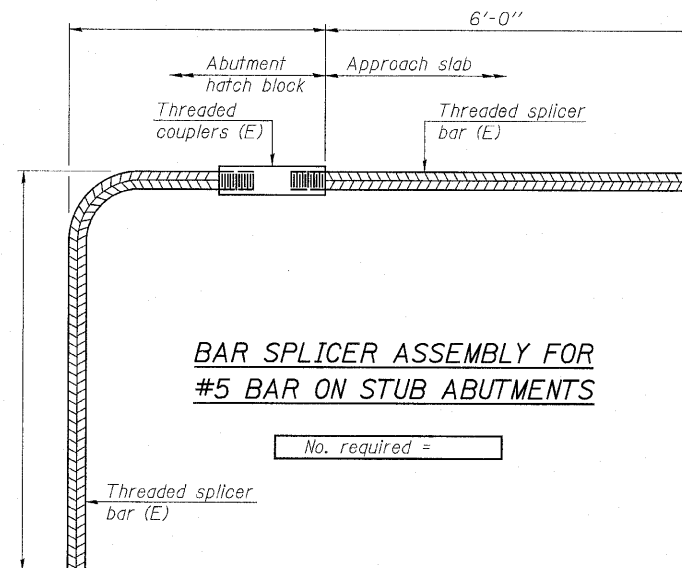 6'-0"
Abutment
hatch block
Approach slab
Threaded
couplers (E)
Threaded splicer
bar (E)
BAR SPLICER ASSEMBLY FOR
#5 BAR ON STUB ABUTMENTS
No. required =
Threaded splicer
bar (E)